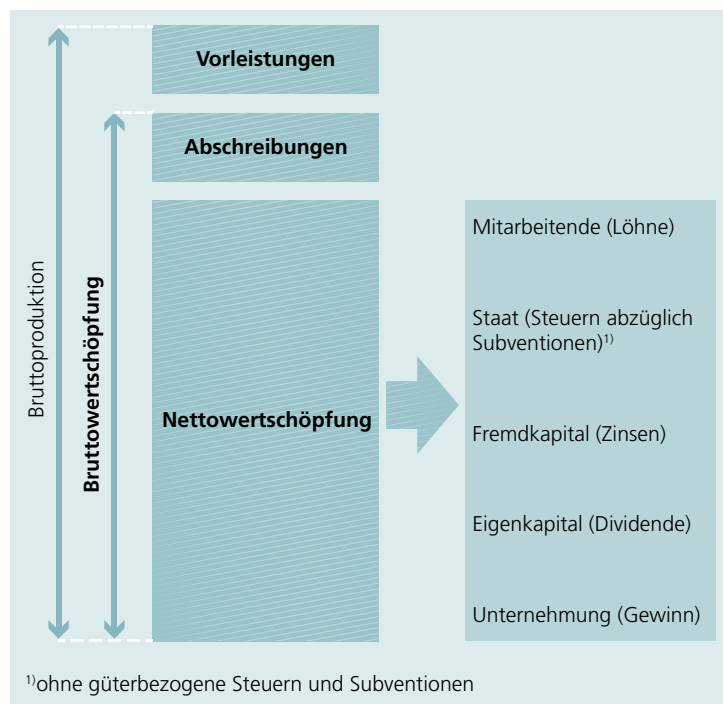 Bruttoproduktion
Bruttowertschöpfung
Vorleistungen
Abschreibungen
Nettowertschöpfung
Mitarbeitende (Löhne)
Staat (Steuern abzüglich
Subventionen)¹⁾
Fremdkapital (Zinsen)
Eigenkapital (Dividende)
Unternehmung (Gewinn)
¹⁾ohne güterbezogene Steuern und Subventionen